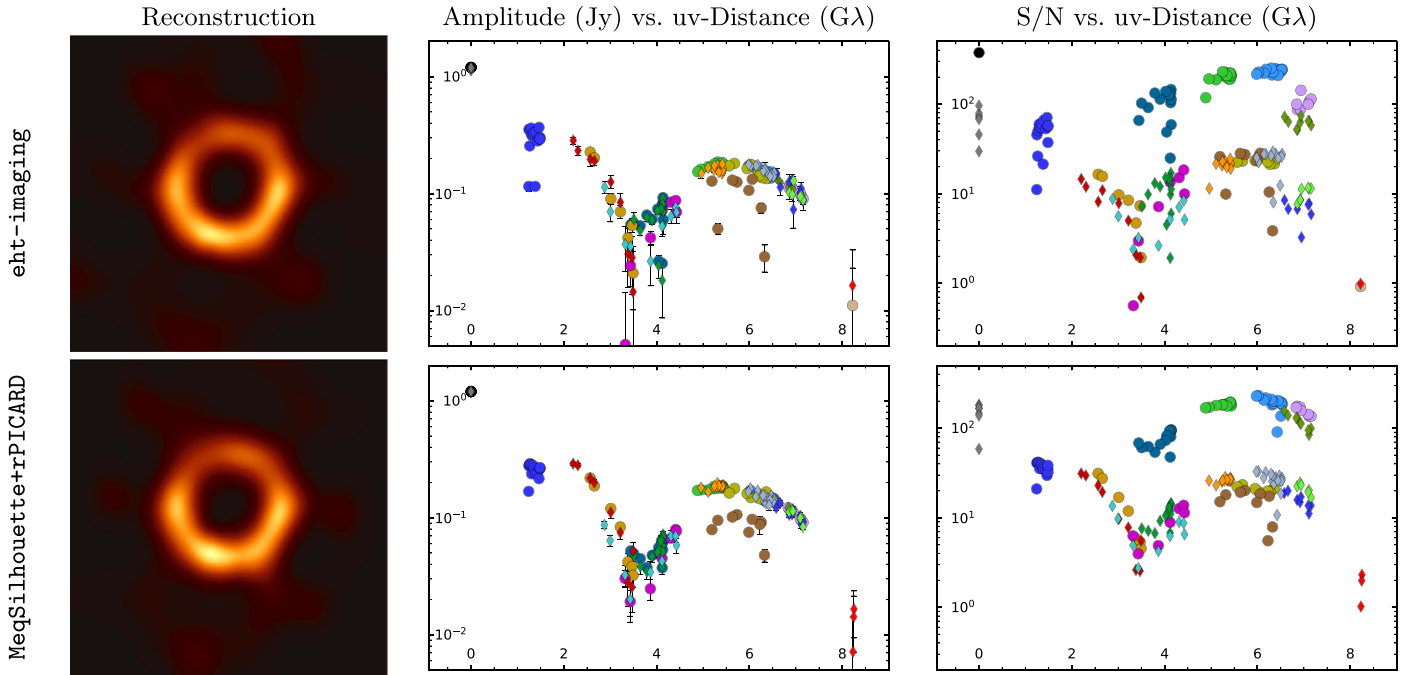 Reconstruction
Amplitude (Jy) vs. uv-Distance (Gλ)
S/N vs. uv-Distance (Gλ)
eht-imaging
10⁰
10⁻¹
10⁻²
0 2 4 6 8
10²
10¹
10⁰
0 2 4 6 8
MeqSilhouette+rPICARD
10⁰
10⁻¹
10⁻²
0 2 4 6 8
10²
10¹
10⁰
0 2 4 6 8